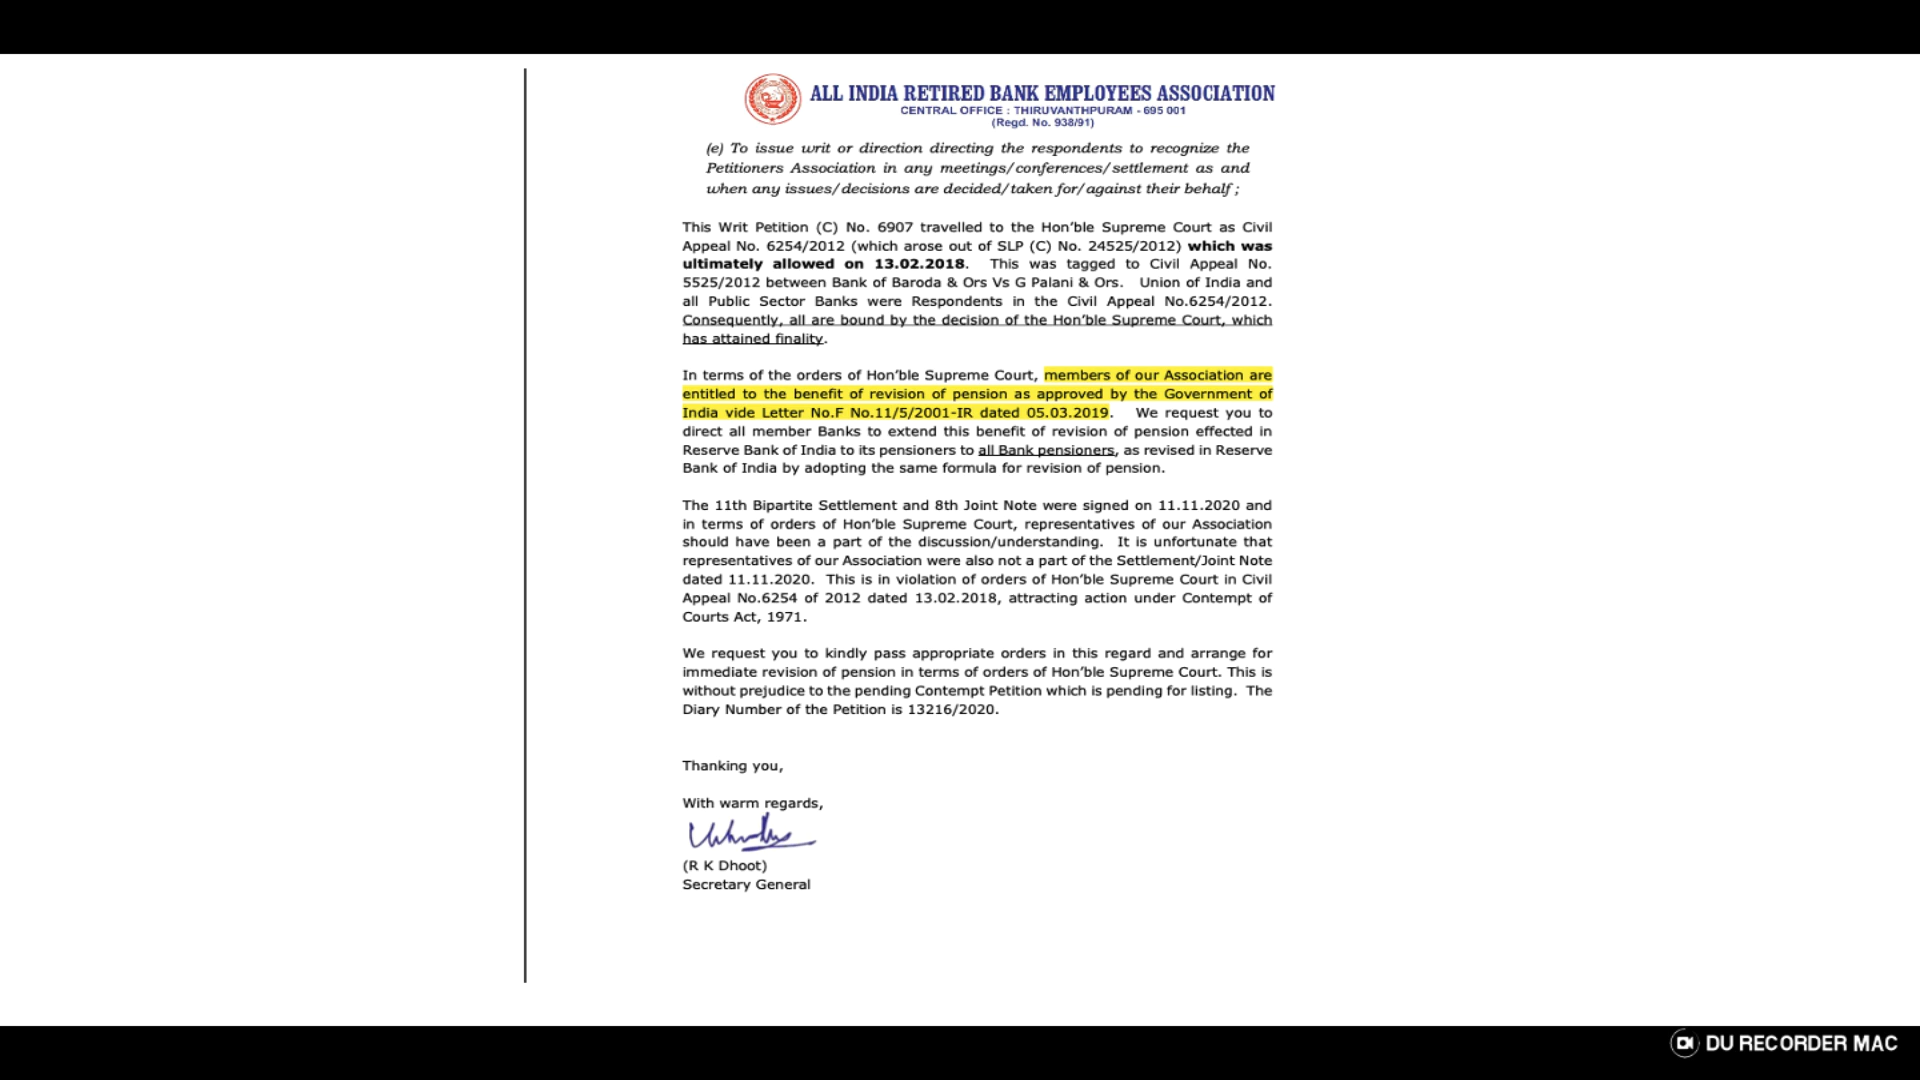 ALL INDIA RETIRED BANK EMPLOYEES ASSOCIATION
CENTRAL OFFICE : THIRUVANTHPURAM - 695 001
(Regd. No. 938/91)
(e) To issue writ or direction directing the respondents to recognize the
Petitioners Association in any meetings/conferences/settlement as and
when any issues/decisions are decided/taken for/against their behalf ;
This Writ Petition (C) No. 6907 travelled to the Hon'ble Supreme Court as Civil
Appeal No. 6254/2012 (which arose out of SLP (C) No. 24525/2012) which was
ultimately allowed on 13.02.2018. This was tagged to Civil Appeal No.
5525/2012 between Bank of Baroda & Ors Vs G Palani & Ors. Union of India and
all Public Sector Banks were Respondents in the Civil Appeal No.6254/2012.
Consequently, all are bound by the decision of the Hon'ble Supreme Court, which
has attained finality.
In terms of the orders of Hon'ble Supreme Court, members of our Association are
entitled to the benefit of revision of pension as approved by the Government of
India vide Letter No.F No.11/5/2001-IR dated 05.03.2019. We request you to
direct all member Banks to extend this benefit of revision of pension effected in
Reserve Bank of India to its pensioners to all Bank pensioners, as revised in Reserve
Bank of India by adopting the same formula for revision of pension.
The 11th Bipartite Settlement and 8th Joint Note were signed on 11.11.2020 and
in terms of orders of Hon'ble Supreme Court, representatives of our Association
should have been a part of the discussion/understanding. It is unfortunate that
representatives of our Association were also not a part of the Settlement/Joint Note
dated 11.11.2020. This is in violation of orders of Hon'ble Supreme Court in Civil
Appeal No.6254 of 2012 dated 13.02.2018, attracting action under Contempt of
Courts Act, 1971.
We request you to kindly pass appropriate orders in this regard and arrange for
immediate revision of pension in terms of orders of Hon'ble Supreme Court. This is
without prejudice to the pending Contempt Petition which is pending for listing. The
Diary Number of the Petition is 13216/2020.
Thanking you,
With warm regards,
(R K Dhoot)
Secretary General
DU RECORDER MAC